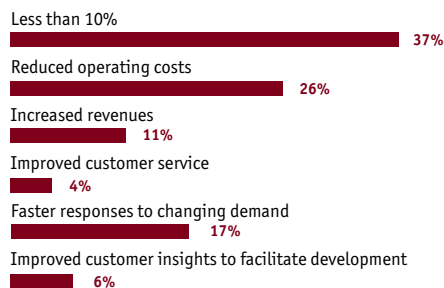 Less than 10%
37%
Reduced operating costs
26%
Increased revenues
11%
Improved customer service
4%
Faster responses to changing demand
17%
Improved customer insights to facilitate development
6%